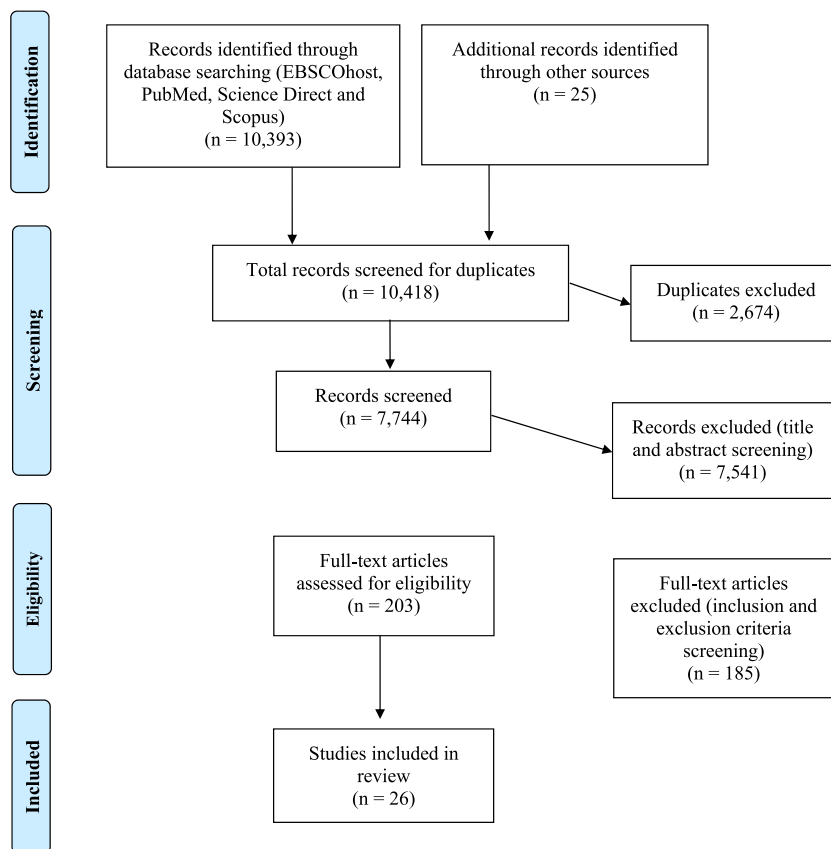 Identification
Records identified through
database searching (EBSCOhost,
PubMed, Science Direct and
Scopus)
(n = 10,393)
Additional records identified
through other sources
(n = 25)
Screening
Total records screened for duplicates
(n = 10,418)
Duplicates excluded
(n = 2,674)
Records screened
(n = 7,744)
Records excluded (title
and abstract screening)
(n = 7,541)
Eligibility
Full-text articles
assessed for eligibility
(n = 203)
Full-text articles
excluded (inclusion and
exclusion criteria
screening)
(n = 185)
Included
Studies included in
review
(n = 26)